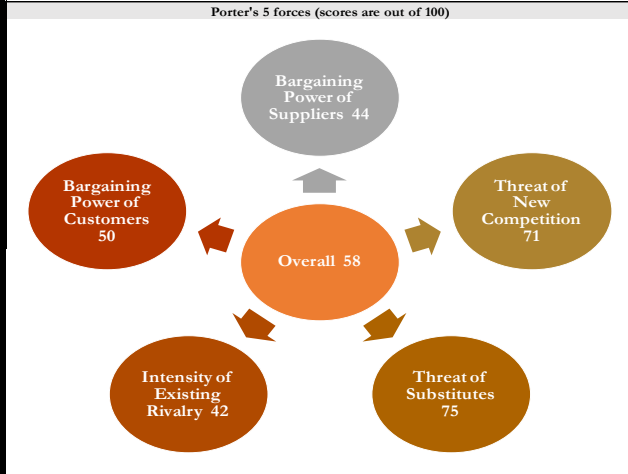 Porter's 5 forces (scores are out of 100)
Bargaining
Power of
Suppliers 44
Bargaining
Power of
Customers
50
Threat of
New
Competition
71
Overall 58
Intensity of
Existing
Rivalry 42
Threat of
Substitutes
75